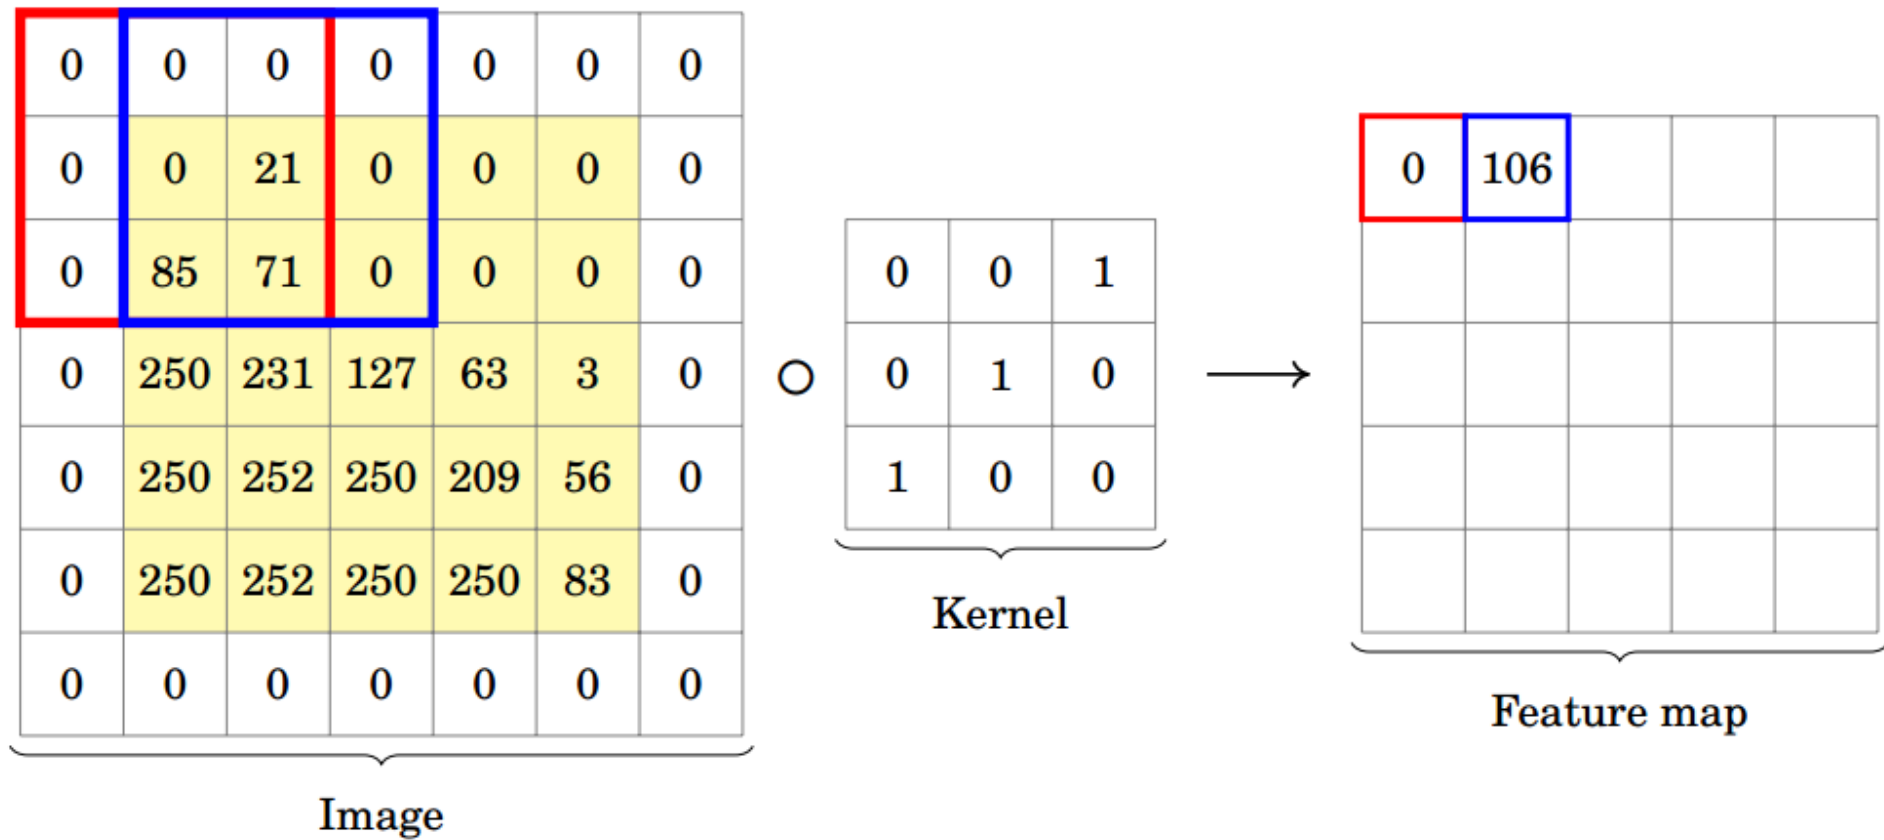 0 0 0 0 0 0 0
0 0 21 0 0 0 0
0 85 71 0 0 0 0
0 250 231 127 63 3 0
0 250 252 250 209 56 0
0 250 252 250 250 83 0
0 0 0 0 0 0 0
Image
○
0 0 1
0 1 0
1 0 0
Kernel
⟶
0 106
Feature map